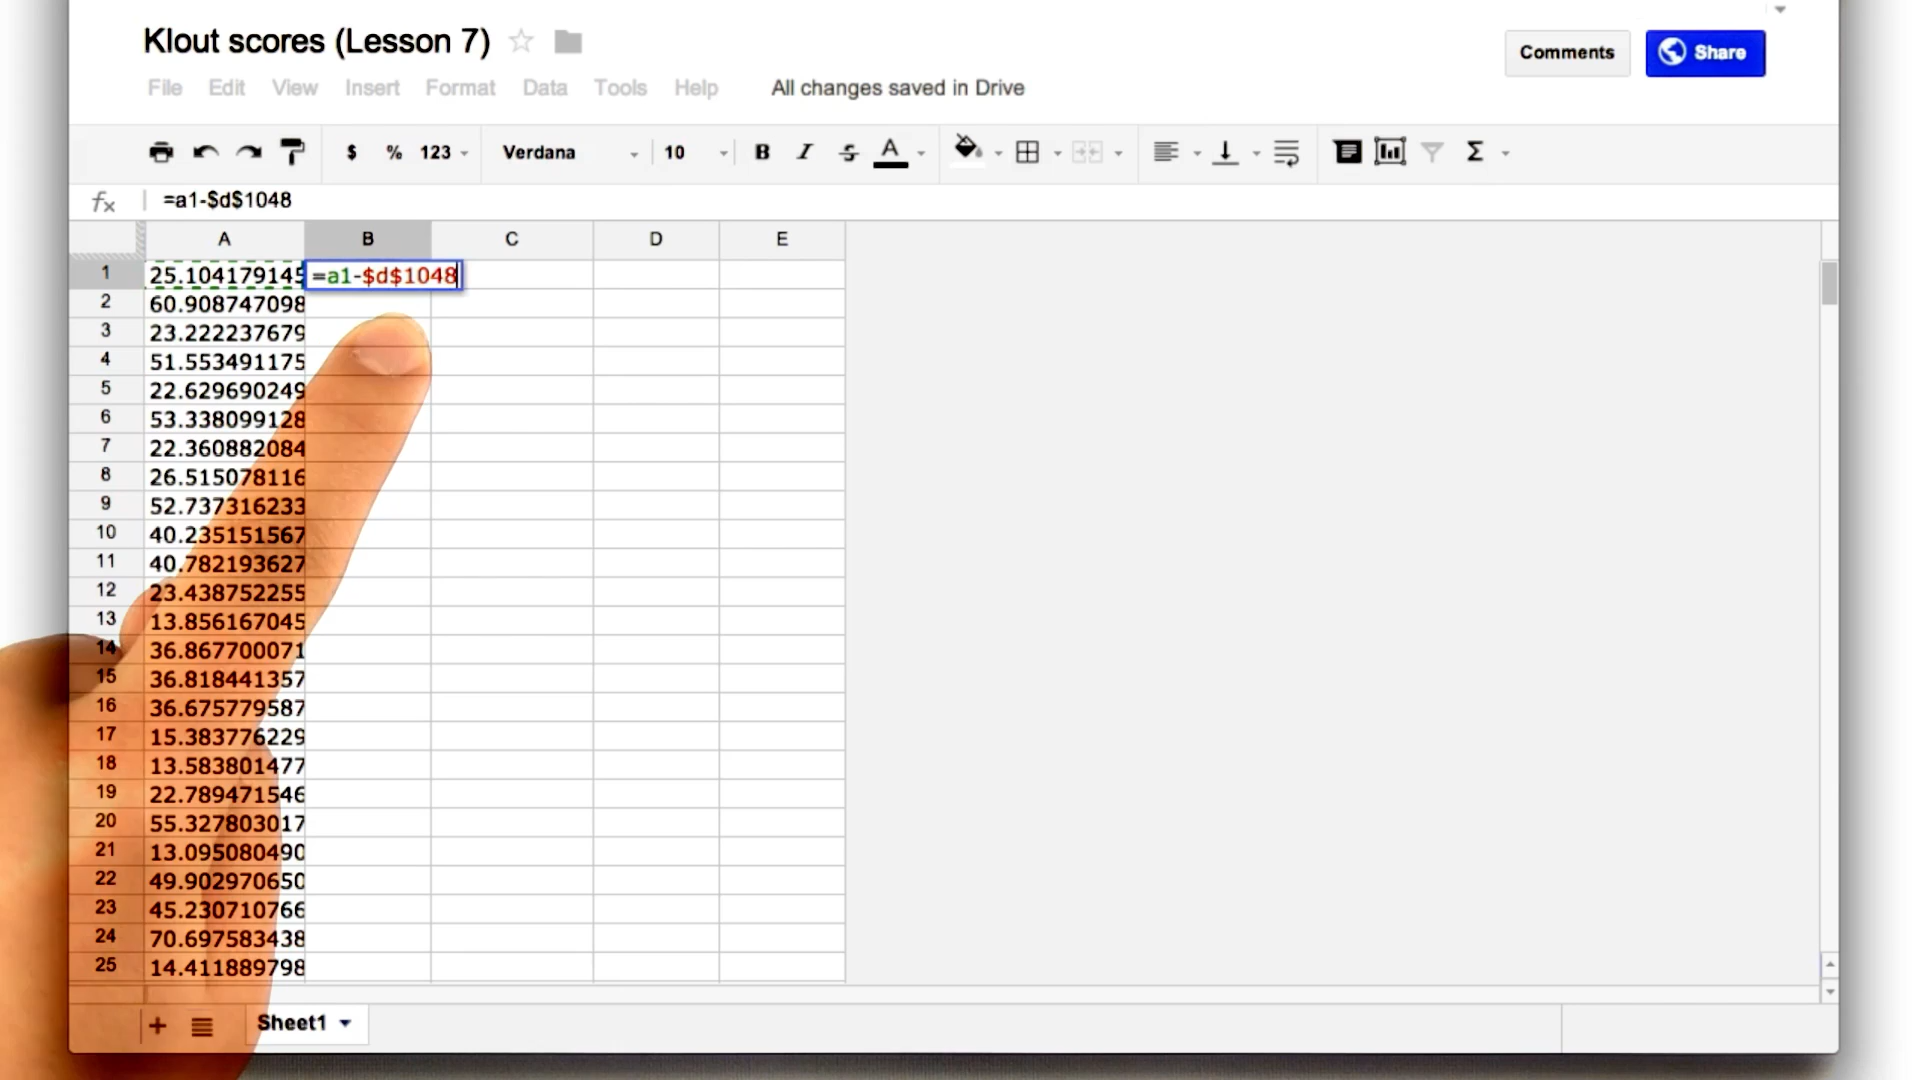 Klout scores (Lesson 7)
Comments
Share
File Edit View Insert Format Data Tools Help All changes saved in Drive
$ % 123 Verdana 10 B I S A Σ
fx =a1-$d$1048
A B C D E
1 25.104179145 =a1-$d$1048
2 60.908747098
3 23.222237679
4 51.553491175
5 22.629690249
6 53.338099128
7 22.360882084
8 26.515078116
9 52.737316233
10 40.235151567
11 40.782193627
12 23.438752255
13 13.856167045
14 36.867700071
15 36.818441357
16 36.675779587
17 15.383776229
18 13.583801477
19 22.789471546
20 55.327803017
21 13.095080490
22 49.902970650
23 45.230710766
24 70.697583438
25 14.411889798
Sheet1